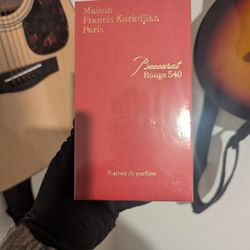 Maison
Francis Kurkdjian
Paris
Baccarat
Rouge 540
Extrait de parfum